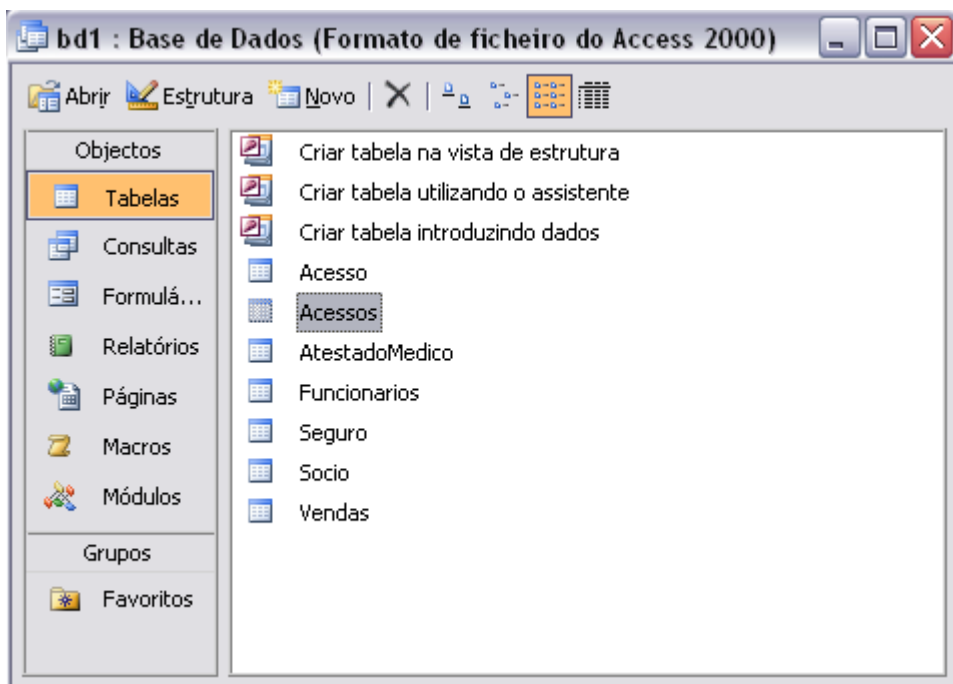 bd1 : Base de Dados (Formato de ficheiro do Access 2000)
Abrir Estrutura Novo
Objectos
Tabelas
Consultas
Formulá...
Relatórios
Páginas
Macros
Módulos
Grupos
Favoritos
Criar tabela na vista de estrutura
Criar tabela utilizando o assistente
Criar tabela introduzindo dados
Acesso
Acessos
AtestadoMedico
Funcionarios
Seguro
Socio
Vendas